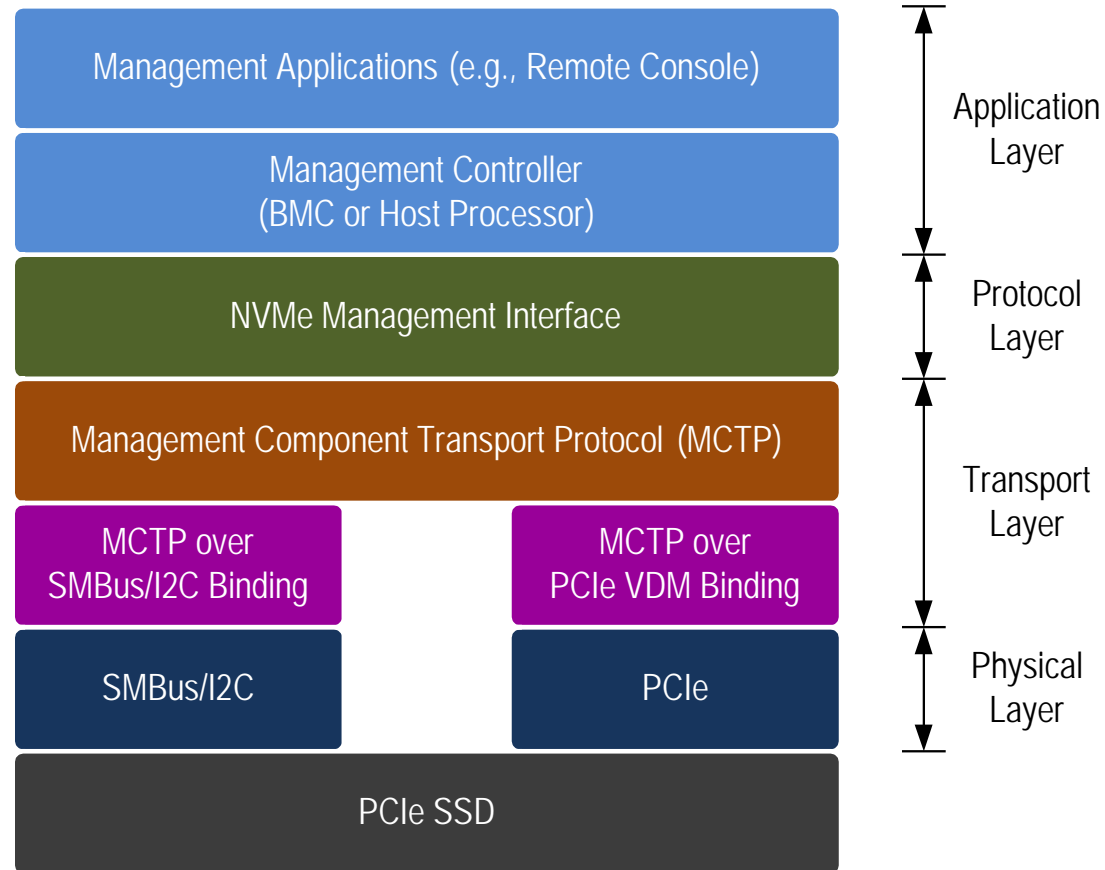 Management Applications (e.g., Remote Console)
Application
Layer
Management Controller
(BMC or Host Processor)
NVMe Management Interface
Protocol
Layer
Management Component Transport Protocol (MCTP)
Transport
Layer
MCTP over
SMBus/I2C Binding
MCTP over
PCIe VDM Binding
SMBus/I2C
PCIe
Physical
Layer
PCIe SSD